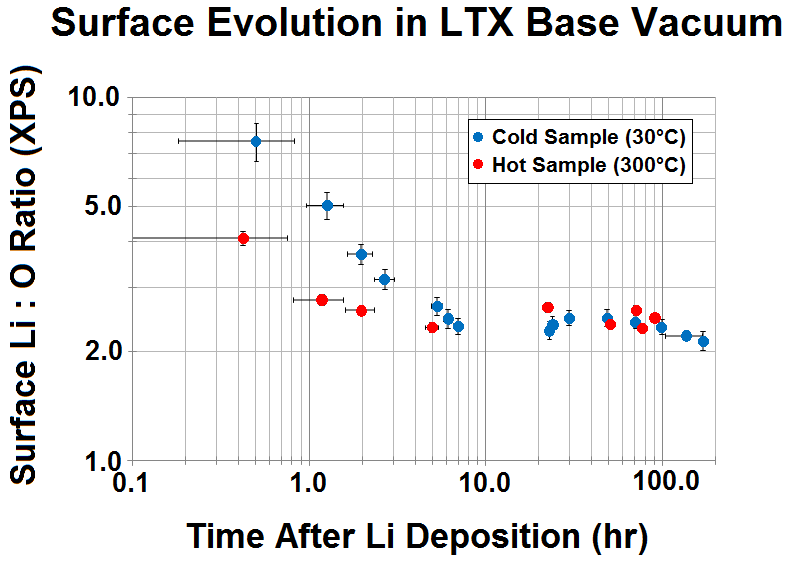 Surface Evolution in LTX Base Vacuum
Surface Li : O Ratio (XPS)
10.0
5.0
2.0
1.0
Cold Sample (30°C)
Hot Sample (300°C)
0.1
1.0
10.0
100.0
Time After Li Deposition (hr)